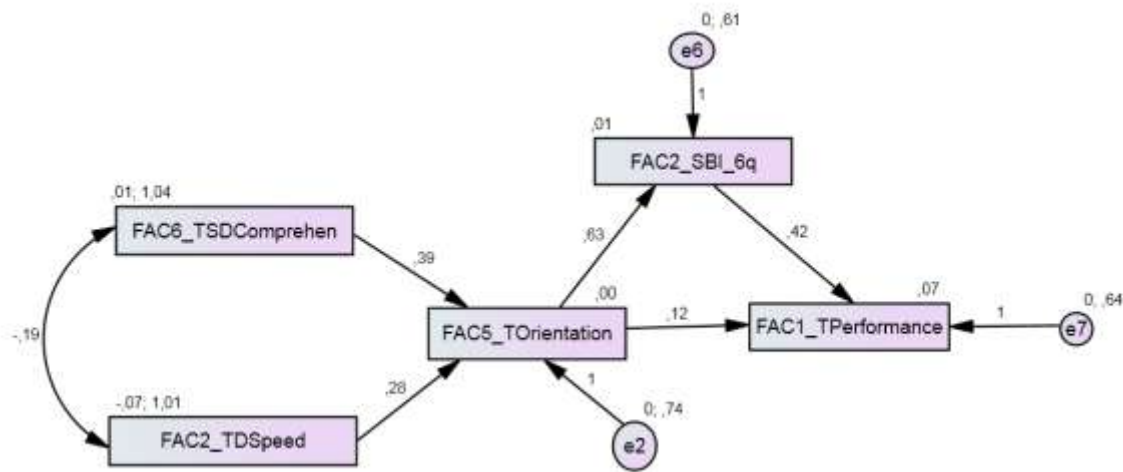 0; ,61
e6
1
,01
FAC2_SBI_6q
,01; 1,04
FAC6_TSDComprehen
,63
,42
,39
,00
,07
0; ,64
-,19
FAC5_TOrientation
,12
FAC1_TPerformance
1
e7
-,07; 1,01
,28
1
0; ,74
FAC2_TDSpeed
e2